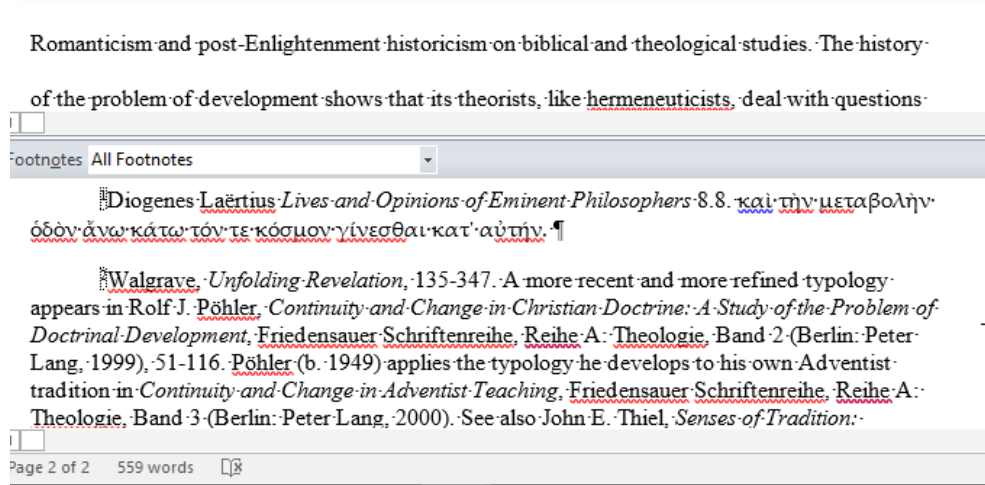 Romanticism and post-Enlightenment historicism on biblical and theological studies. The history
of the problem of development shows that its theorists, like hermeneuticists, deal with questions
Footnotes All Footnotes
Diogenes Laërtius Lives and Opinions of Eminent Philosophers 8.8. καὶ τὴν μεταβολὴν
ὁδὸν ἄνω κάτω τόν τε κόσμον γίνεσθαι κατ' αὐτήν. ¶
Walgrave, Unfolding Revelation, 135-347. A more recent and more refined typology
appears in Rolf J. Pöhler, Continuity and Change in Christian Doctrine: A Study of the Problem of
Doctrinal Development, Friedensauer Schriftenreihe, Reihe A: Theologie, Band 2 (Berlin: Peter
Lang, 1999), 51-116. Pöhler (b. 1949) applies the typology he develops to his own Adventist
tradition in Continuity and Change in Adventist Teaching, Friedensauer Schriftenreihe, Reihe A:
Theologie, Band 3 (Berlin: Peter Lang, 2000). See also John E. Thiel, Senses of Tradition:
Page 2 of 2 559 words